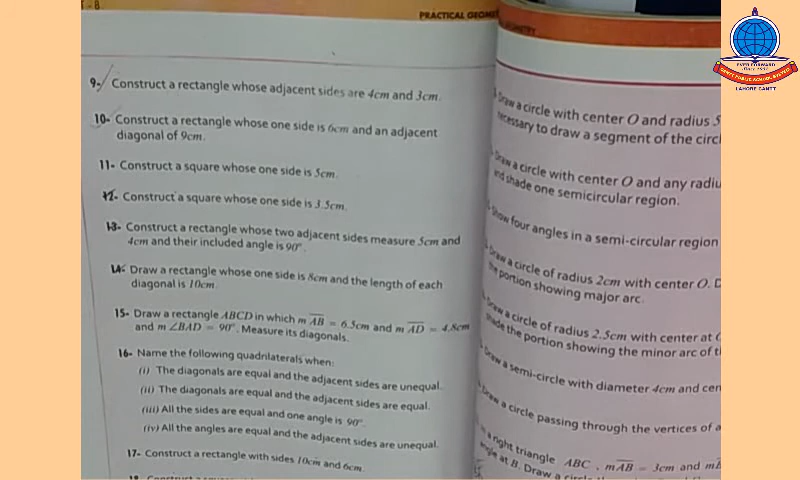 PRACTICAL GEOMET
9- Construct a rectangle whose adjacent sides are 4cm and 3cm.
10- Construct a rectangle whose one side is 6cm and an adjacent
diagonal of 9cm.
11- Construct a square whose one side is 5cm.
12- Construct a square whose one side is 3.5cm.
13- Construct a rectangle whose two adjacent sides measure 5cm and
4cm and their included angle is 90°.
14- Draw a rectangle whose one side is 8cm and the length of each
diagonal is 10cm
15- Draw a rectangle ABCD in which m AB = 6.5cm and m AD = 4.8cm
and m ∠BAD = 90°. Measure its diagonals.
16- Name the following quadrilaterals when:
(i) The diagonals are equal and the adjacent sides are unequal.
(ii) The diagonals are equal and the adjacent sides are equal.
(iii) All the sides are equal and one angle is 90°.
(iv) All the angles are equal and the adjacent sides are unequal.
17- Construct a rectangle with sides 10cm and 6cm.
Draw a circle with center O and radius 5
necessary to draw a segment of the circl
Draw a circle with center O and any radiu
and shade one semicircular region.
Show four angles in a semi-circular region
Draw a circle of radius 2cm with center O. D
the portion showing major arc.
Draw a circle of radius 2.5cm with center at
shade the portion showing the minor arc of t
Draw a semi-circle with diameter 4cm and cen
Draw a circle passing through the vertices of a
a right triangle ABC, mAB = 3cm and m
angle at B. Draw a
EVER FORWARD
LAHORE CANTT